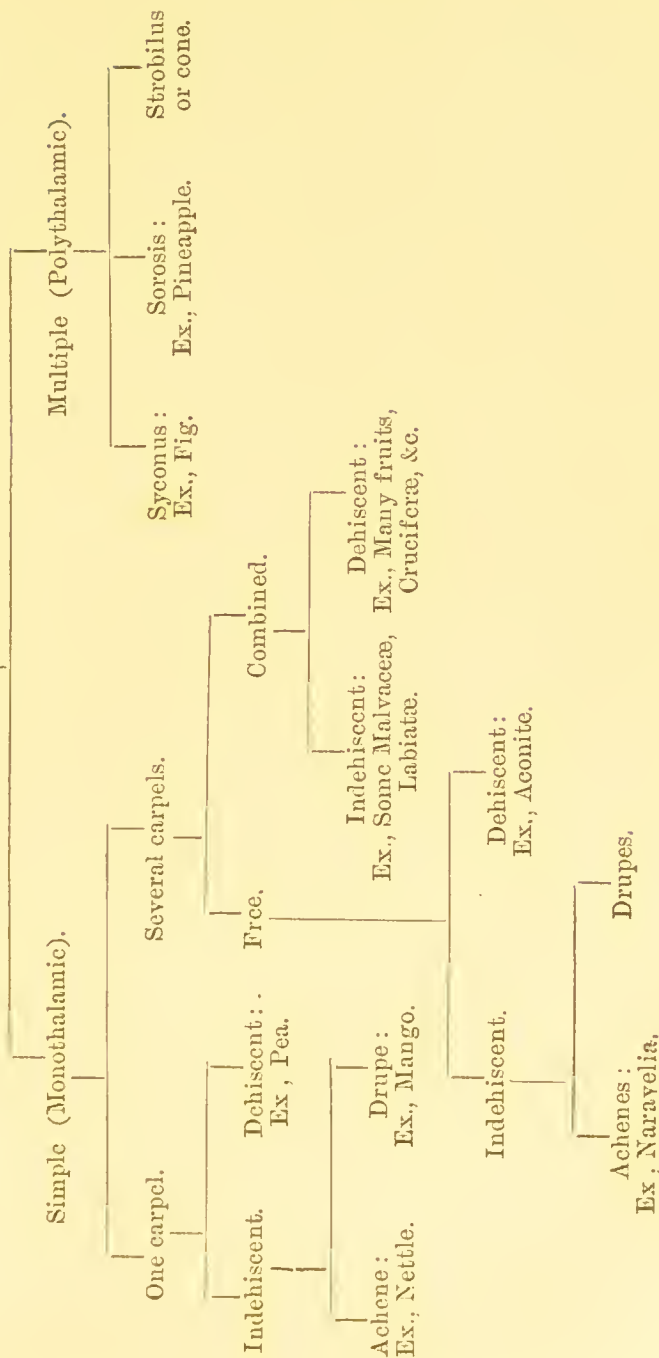 Simple (Monothalamic).
Multiple (Polythalamic).
One carpel.
Several carpels.
Syconus :
Ex., Fig.
Sorosis :
Ex., Pineapple.
Strobilus
or cone.
Indehiscent.
Dehiscent: .
Ex , Pea.
Free.
Combined.
Achene :
Ex., Nettle.
Drupe :
Ex., Mango.
Indehiscent:
Ex., Some Malvaceæ,
Labiatæ.
Dehiscent :
Ex., Many fruits,
Cruciferæ, &c.
Indehiscent.
Dehiscent :
Ex., Aconite.
Achenes :
Ex , Naravelia.
Drupes.